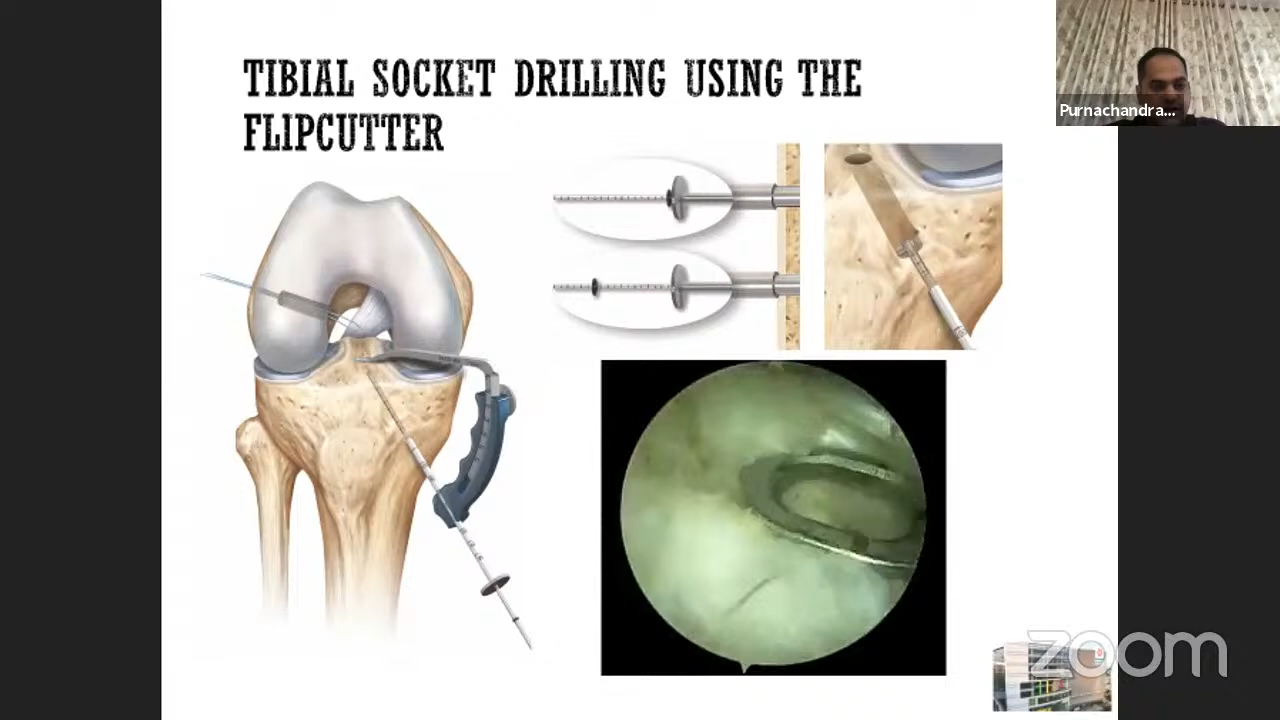 TIBIAL SOCKET DRILLING USING THE
FLIPCUTTER
Purnachandra...
zoom